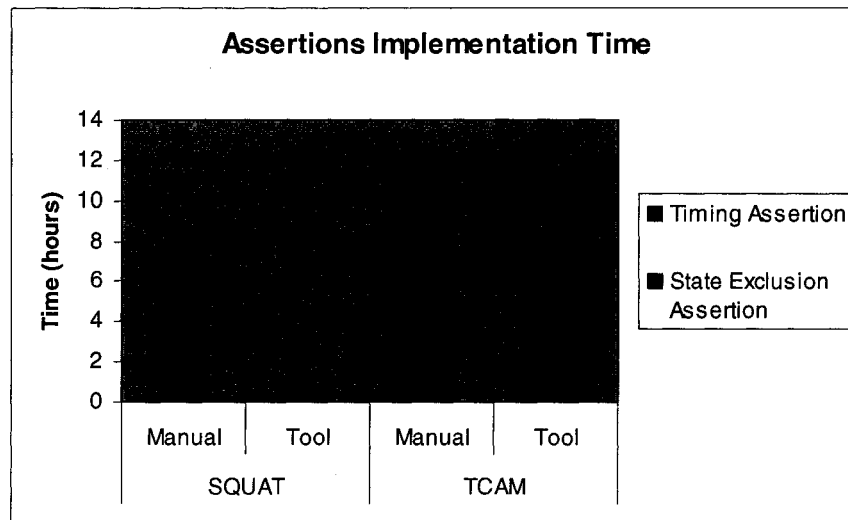 Assertions Implementation Time
Time (hours)
14
12
10
8
6
4
2
0
Manual Tool Manual Tool
SQUAT TCAM
Timing Assertion
State Exclusion
Assertion